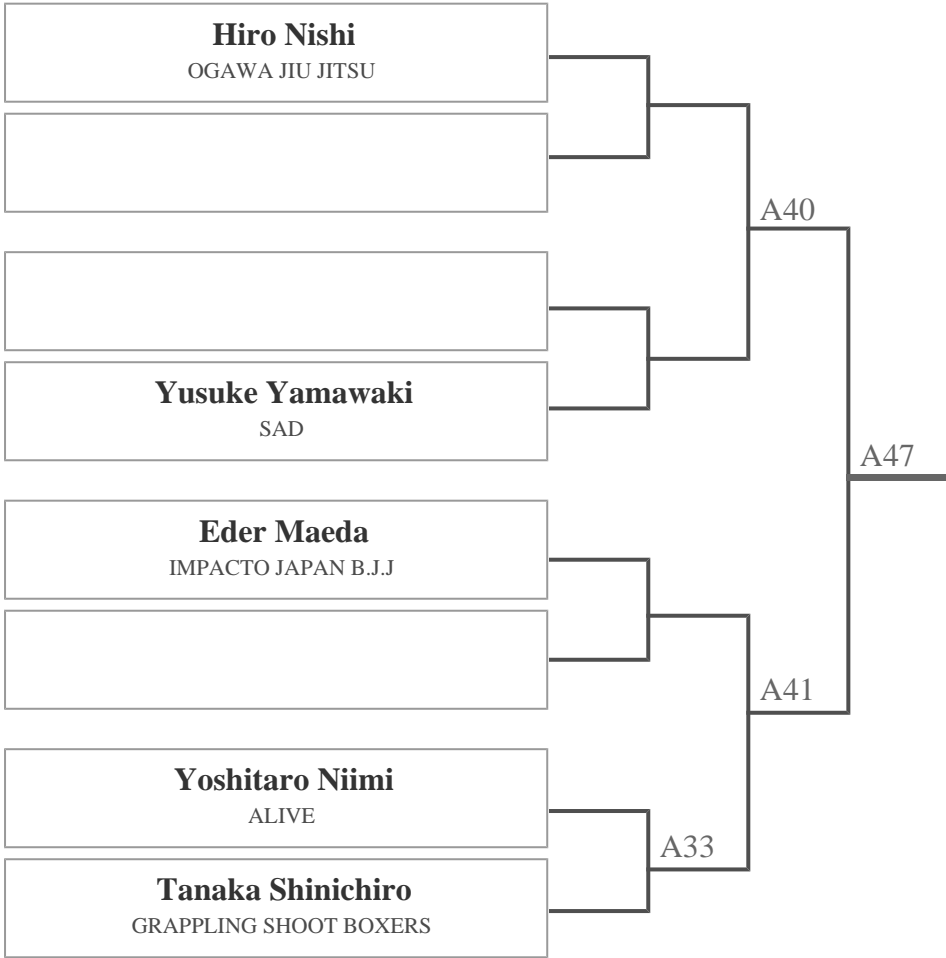 Hiro Nishi
OGAWA JIU JITSU
A40
Yusuke Yamawaki
SAD
A47
Eder Maeda
IMPACTO JAPAN B.J.J
A41
Yoshitaro Niimi
ALIVE
A33
Tanaka Shinichiro
GRAPPLING SHOOT BOXERS